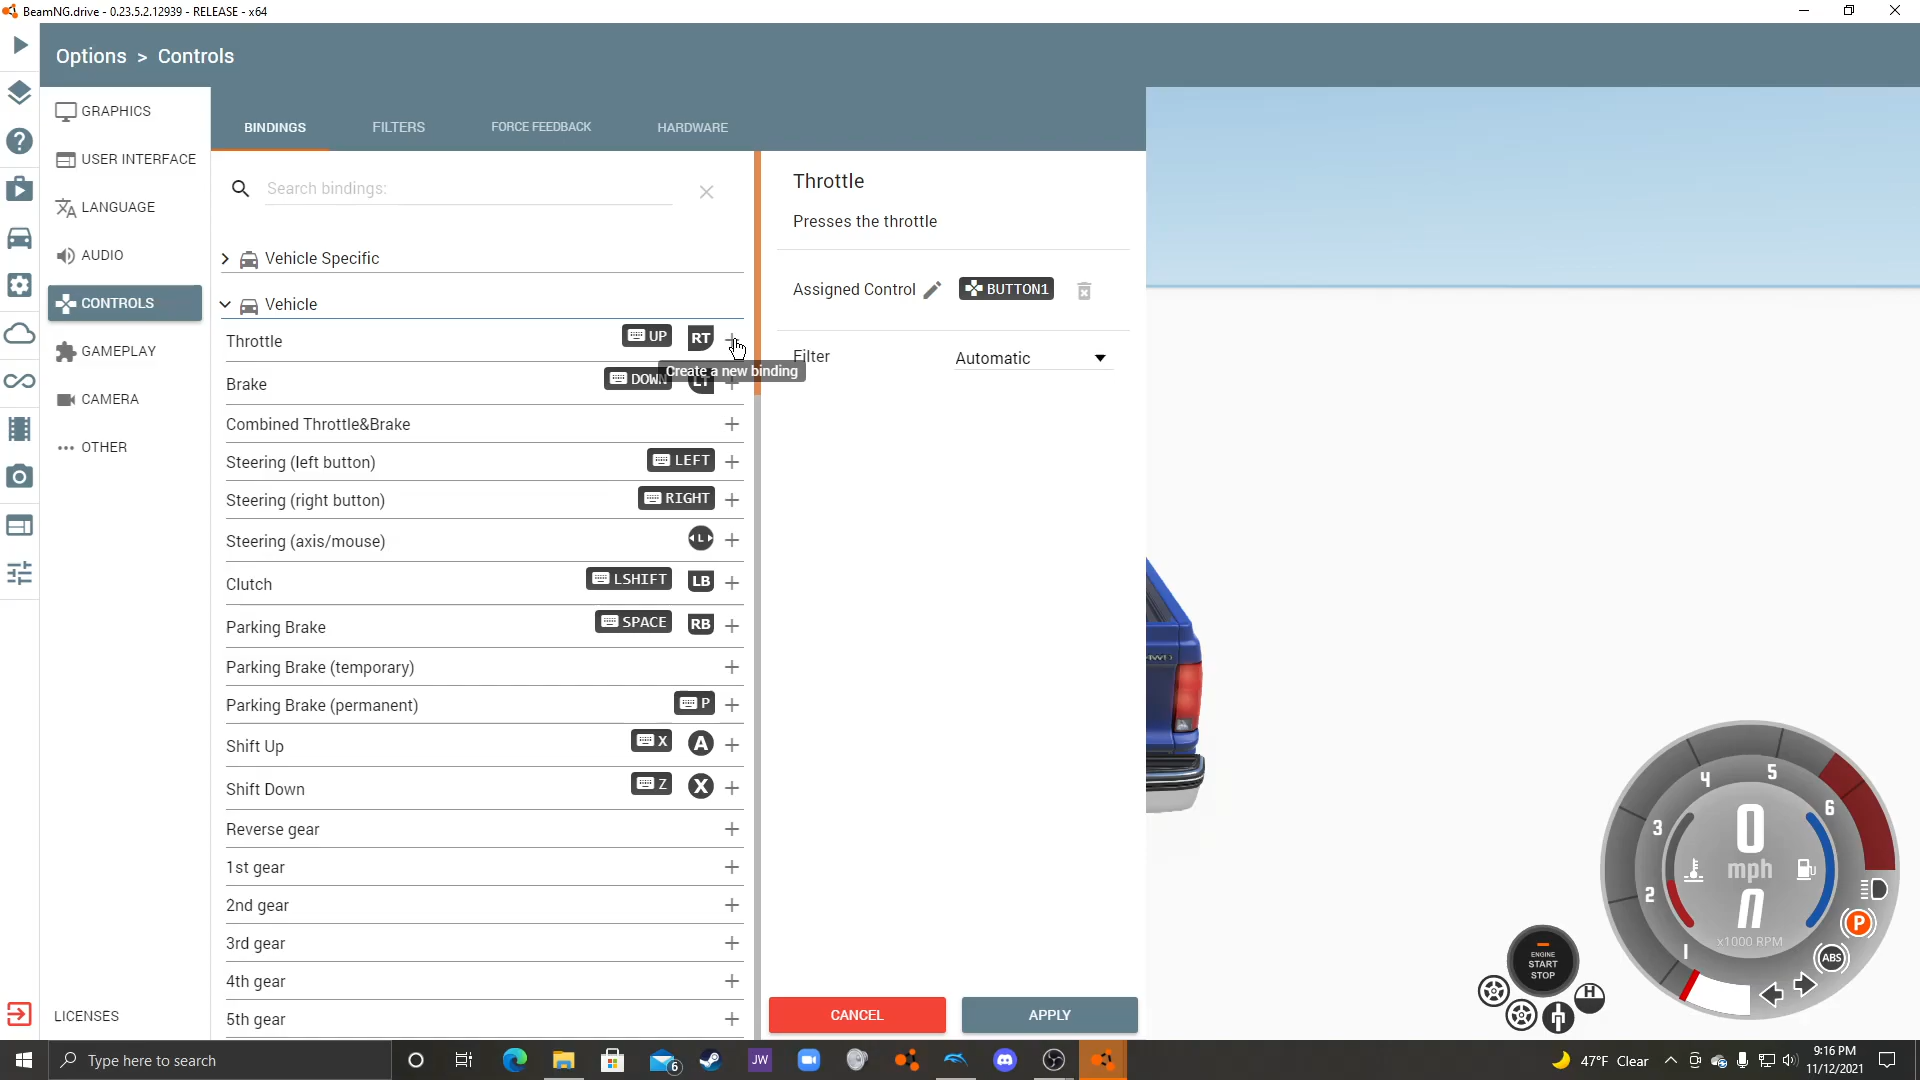 BeamNG.drive - 0.23.5.2.12939 - RELEASE - x64
Options > Controls
GRAPHICS
USER INTERFACE
LANGUAGE
AUDIO
CONTROLS
GAMEPLAY
CAMERA
OTHER
LICENSES
BINDINGS FILTERS FORCE FEEDBACK HARDWARE
Search bindings:
Vehicle Specific
Vehicle
Throttle UP RT +
Create a new binding
Brake DOWN LT +
Combined Throttle&Brake +
Steering (left button) LEFT +
Steering (right button) RIGHT +
Steering (axis/mouse) L +
Clutch LSHIFT LB +
Parking Brake SPACE RB +
Parking Brake (temporary) +
Parking Brake (permanent) P +
Shift Up X A +
Shift Down Z X +
Reverse gear +
1st gear +
2nd gear +
3rd gear +
4th gear +
5th gear +
Throttle
Presses the throttle
Assigned Control BUTTON1
Filter Automatic
CANCEL APPLY
4WD
1 2 3 4 5 6
0
mph
n
x1000 RPM
P
ABS
ENGINE
START
STOP
H
Type here to search
6
JW
47°F Clear
9:16 PM
11/12/2021